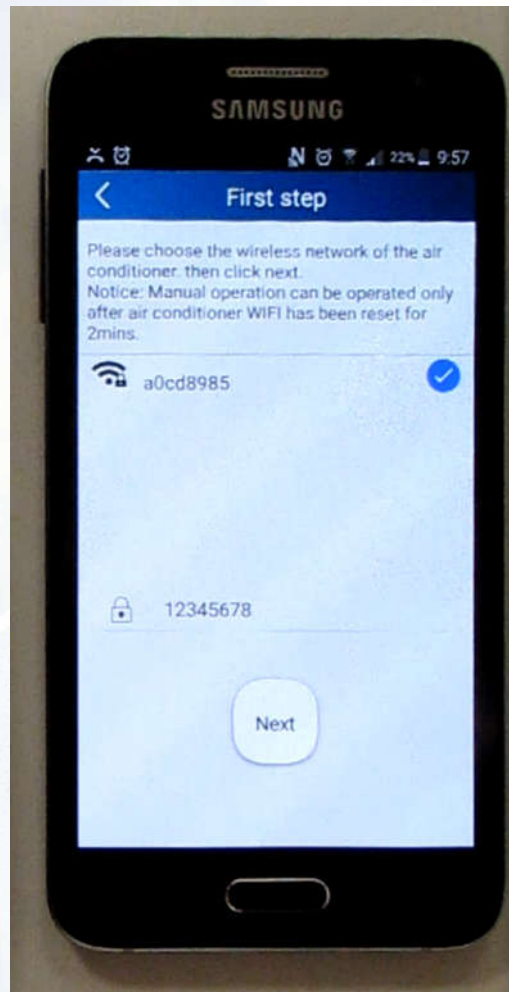 SAMSUNG
22% 9:57
First step
Please choose the wireless network of the air
conditioner. then click next.
Notice: Manual operation can be operated only
after air conditioner WIFI has been reset for
2mins.
a0cd8985
12345678
Next